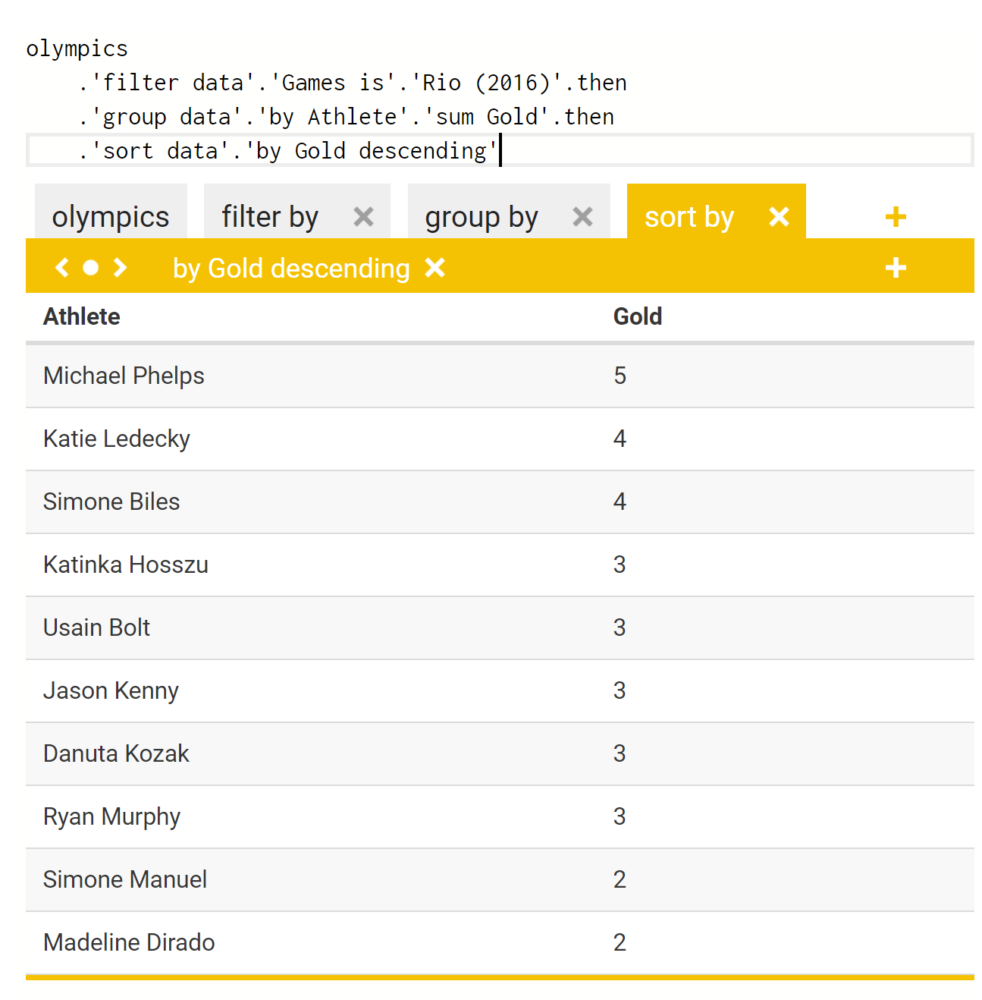 olympics
.'filter data'.'Games is'.'Rio (2016)'.then
.'group data'.'by Athlete'.'sum Gold'.then
.'sort data'.'by Gold descending'
olympics filter by group by sort by +
by Gold descending +
Athlete Gold
Michael Phelps 5
Katie Ledecky 4
Simone Biles 4
Katinka Hosszu 3
Usain Bolt 3
Jason Kenny 3
Danuta Kozak 3
Ryan Murphy 3
Simone Manuel 2
Madeline Dirado 2